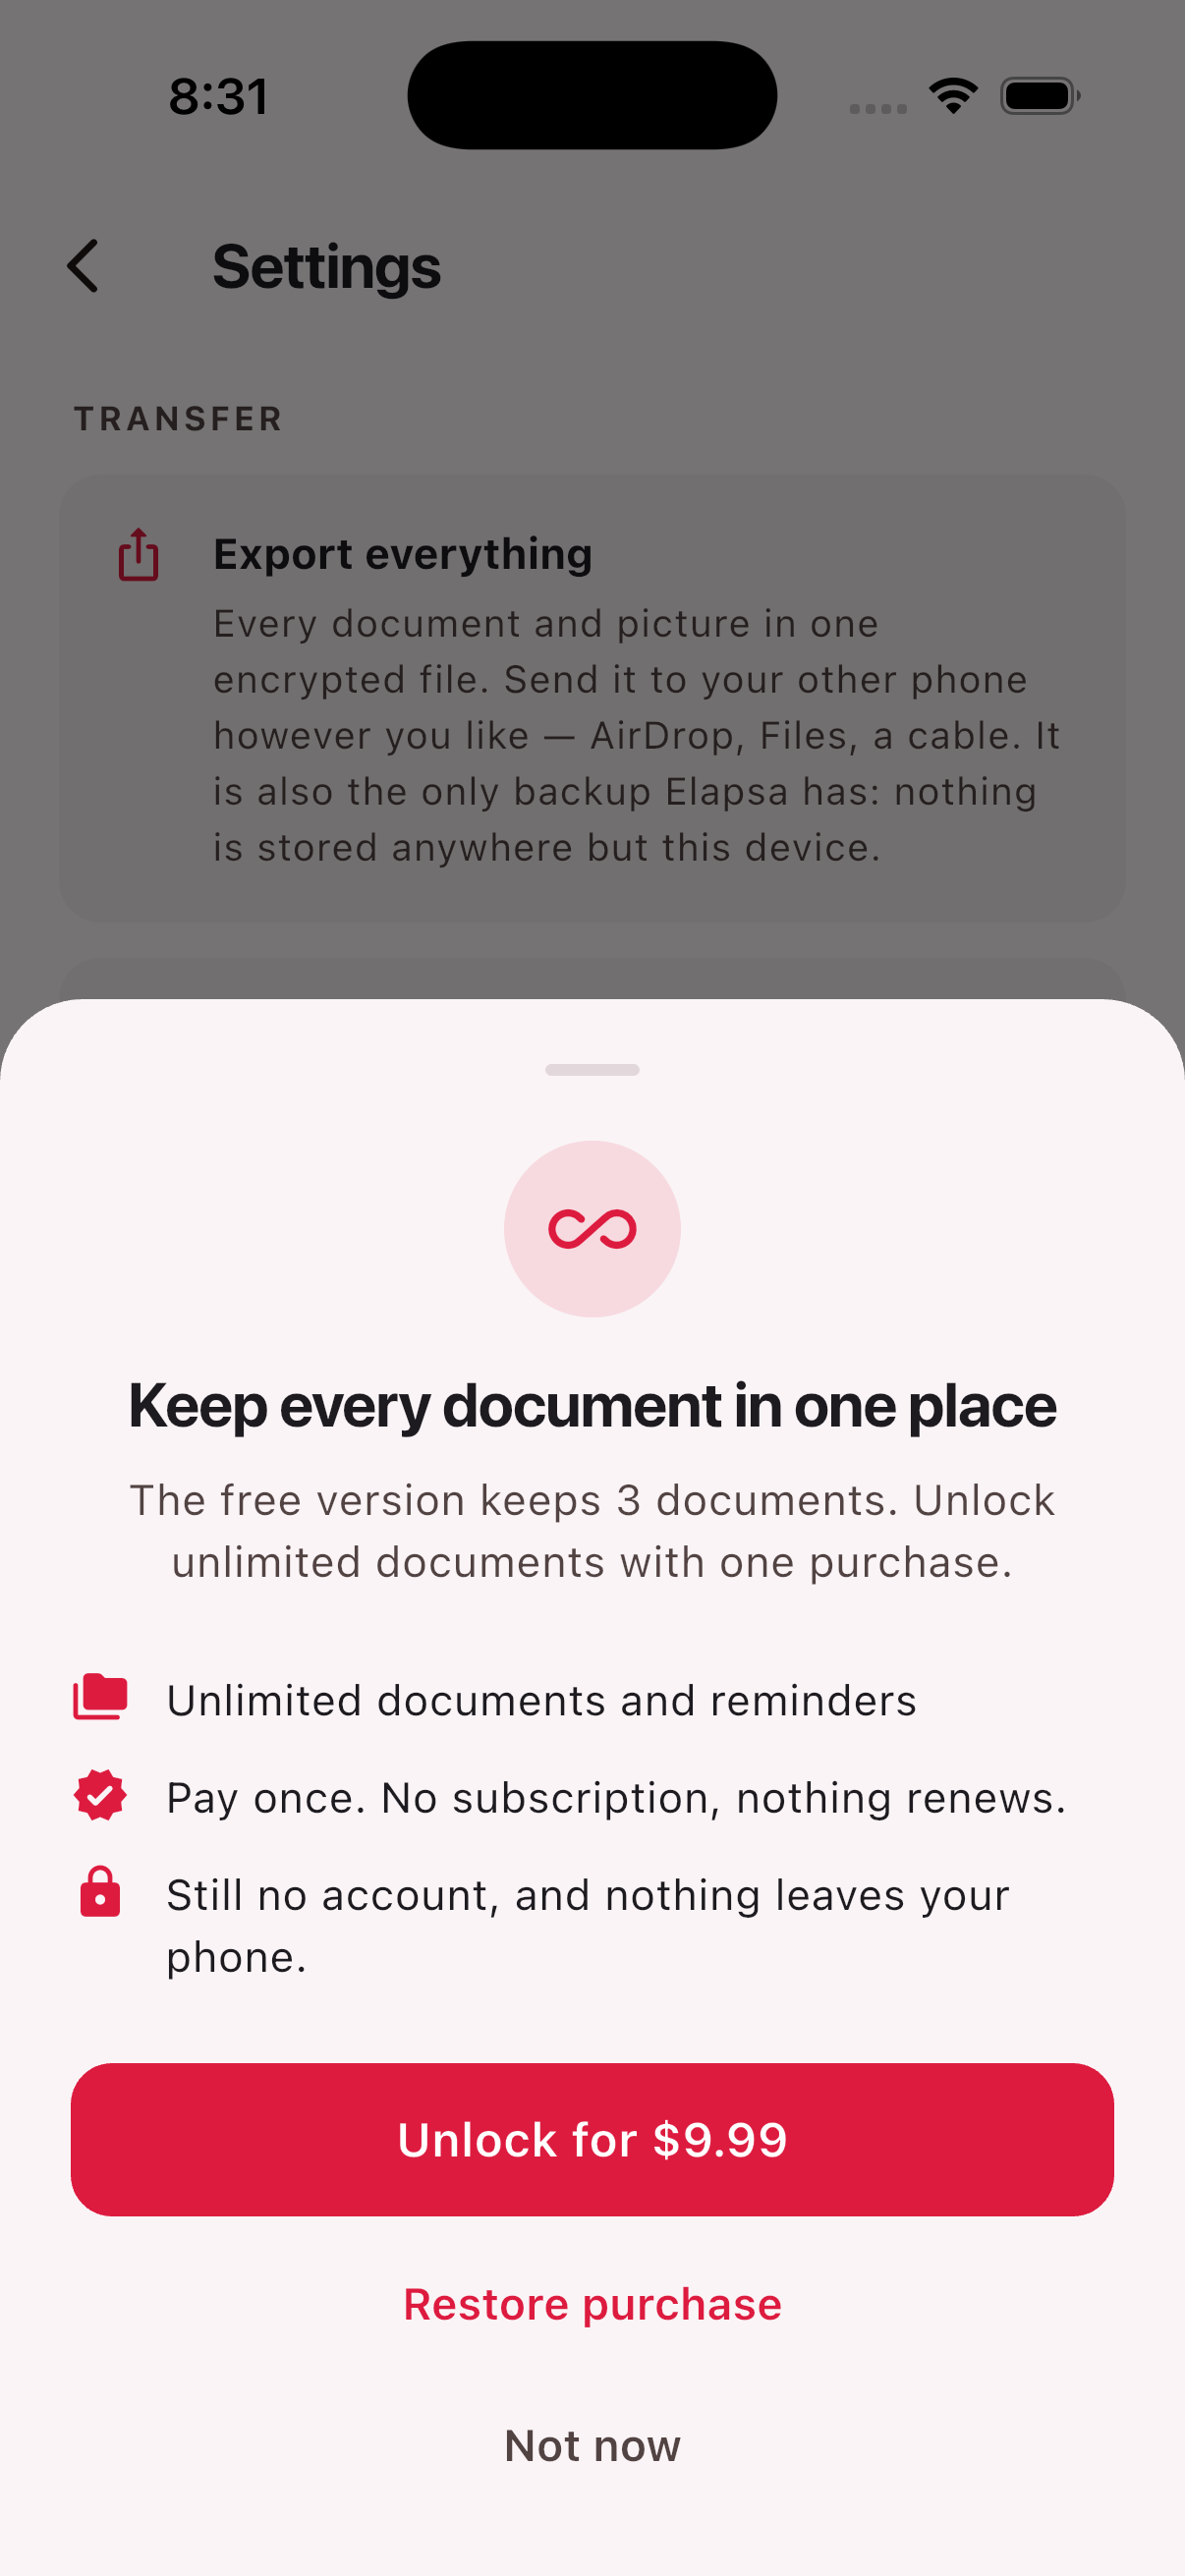 8:31
Settings
TRANSFER
Export everything
Every document and picture in one
encrypted file. Send it to your other phone
however you like — AirDrop, Files, a cable. It
is also the only backup Elapsa has: nothing
is stored anywhere but this device.
Keep every document in one place
The free version keeps 3 documents. Unlock
unlimited documents with one purchase.
Unlimited documents and reminders
Pay once. No subscription, nothing renews.
Still no account, and nothing leaves your
phone.
Unlock for $9.99
Restore purchase
Not now